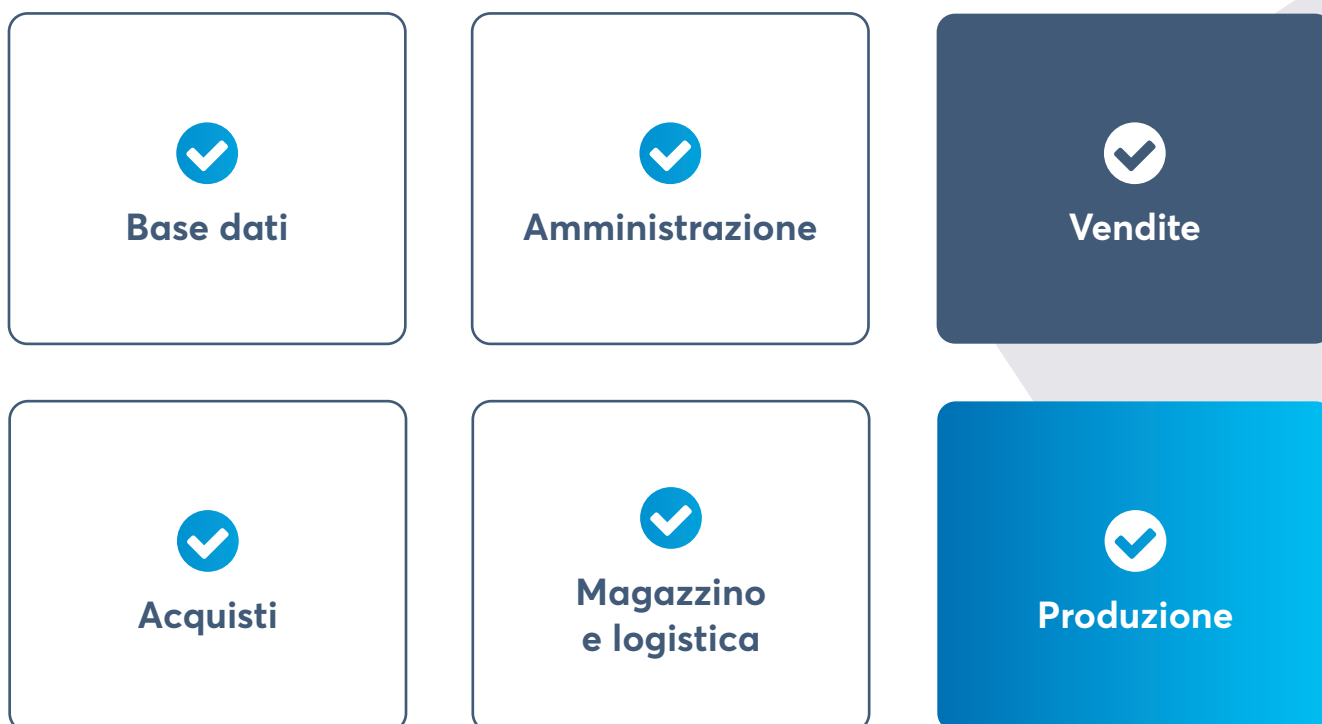 Base dati
Amministrazione
Vendite
Acquisti
Magazzino
e logistica
Produzione